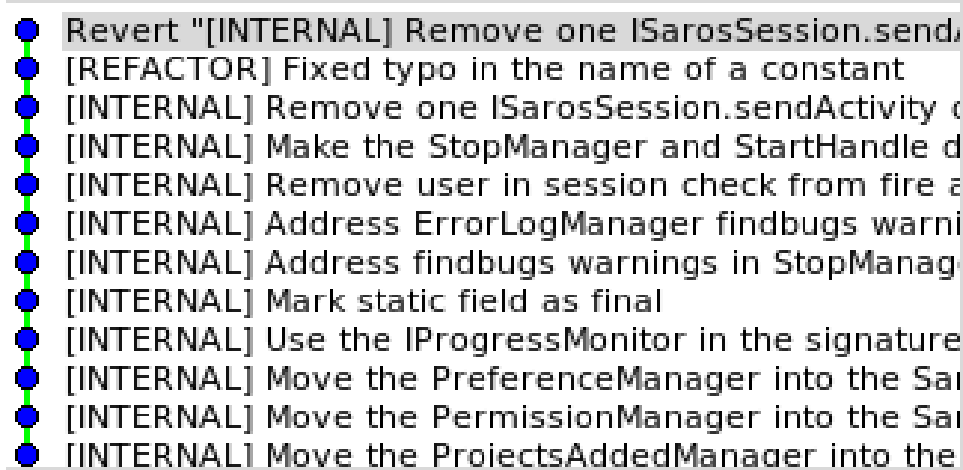 Revert "[INTERNAL] Remove one ISarosSession.send
[REFACTOR] Fixed typo in the name of a constant
[INTERNAL] Remove one ISarosSession.sendActivity
[INTERNAL] Make the StopManager and StartHandle
[INTERNAL] Remove user in session check from fire
[INTERNAL] Address ErrorLogManager findbugs warni
[INTERNAL] Address findbugs warnings in StopManag
[INTERNAL] Mark static field as final
[INTERNAL] Use the IProgressMonitor in the signature
[INTERNAL] Move the PreferenceManager into the Sar
[INTERNAL] Move the PermissionManager into the Sar
[INTERNAL] Move the ProjectsAddedManager into the